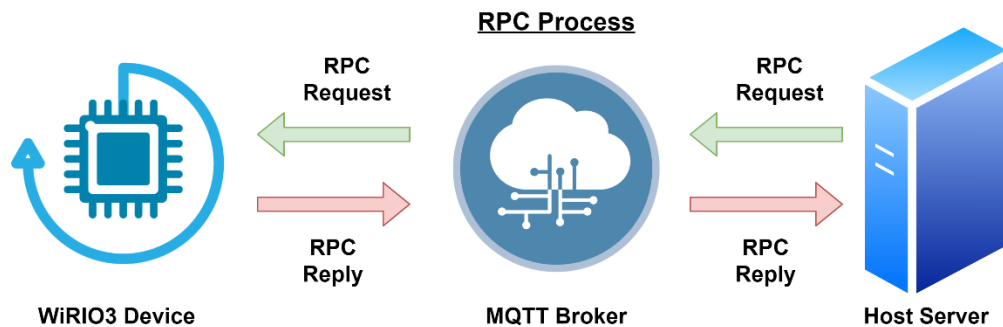 RPC Process
RPC
Request
RPC
Request
RPC
Reply
RPC
Reply
WiRIO3 Device
MQTT Broker
Host Server